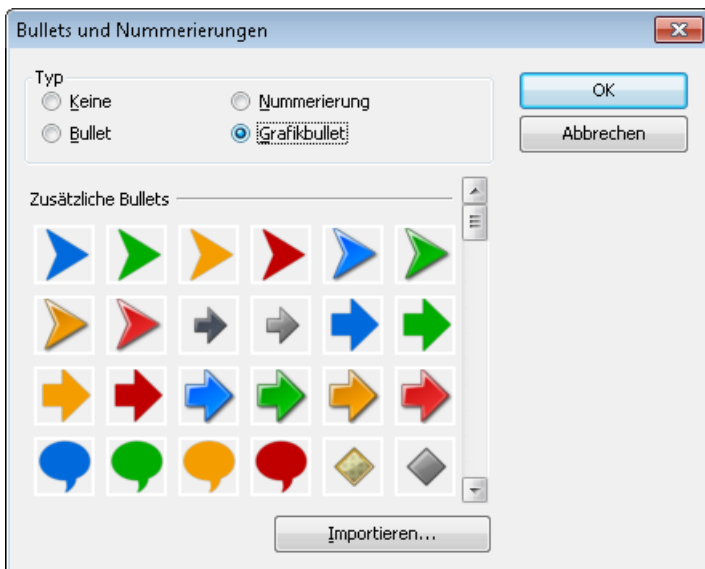 Bullets und Nummerierungen
Typ
Keine
Nummerierung
OK
Bullet
Grafikbullet
Abbrechen
Zusätzliche Bullets
Importieren...